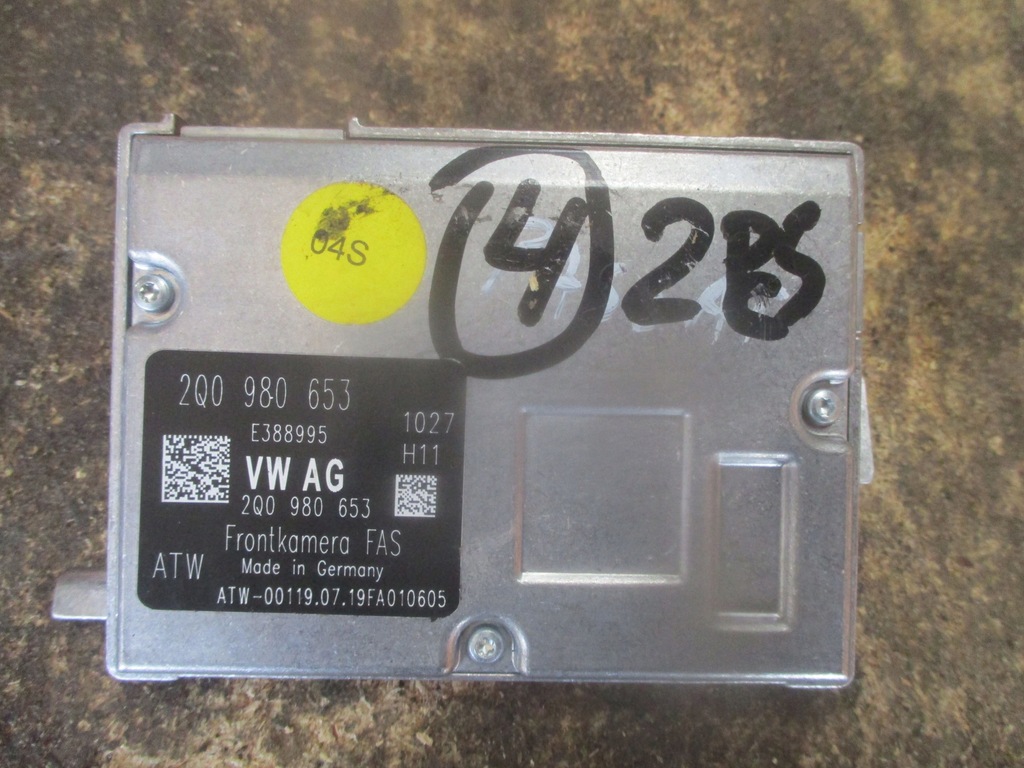 04S
4 2
2Q0 980 653
E388995
1027
H11
VW AG
2Q0 980 653
Frontkamera FAS
ATW
Made in Germany
ATW-00119.07.19FA010605